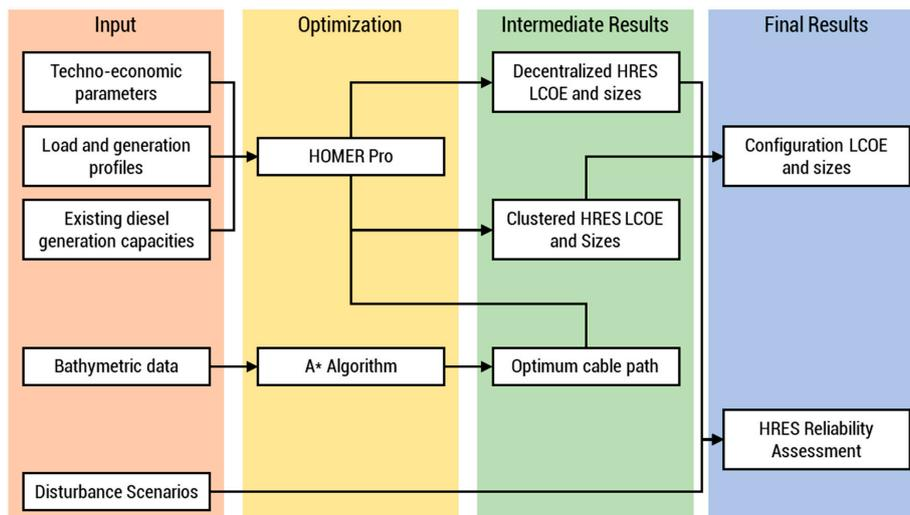 Input
Optimization
Intermediate Results
Final Results
Techno-economic
parameters
Load and generation
profiles
Existing diesel
generation capacities
Bathymetric data
Disturbance Scenarios
HOMER Pro
A* Algorithm
Decentralized HRES
LCOE and sizes
Clustered HRES LCOE
and Sizes
Optimum cable path
Configuration LCOE
and sizes
HRES Reliability
Assessment